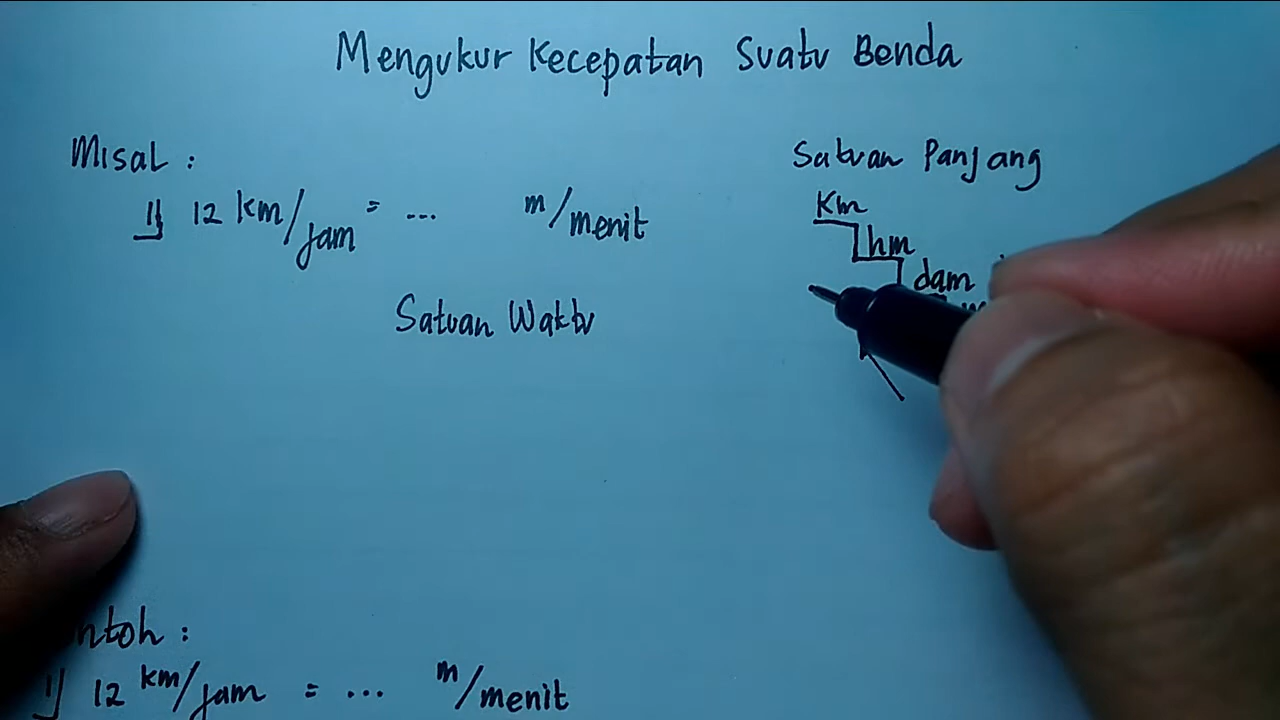 Mengukur Kecepatan Suatu Benda
Misal :
1) 12 km/jam = ... m/menit
Satuan Waktu
Satuan Panjang
Km
hm
dam
ntoh :
1) 12 km/jam = ... m/menit